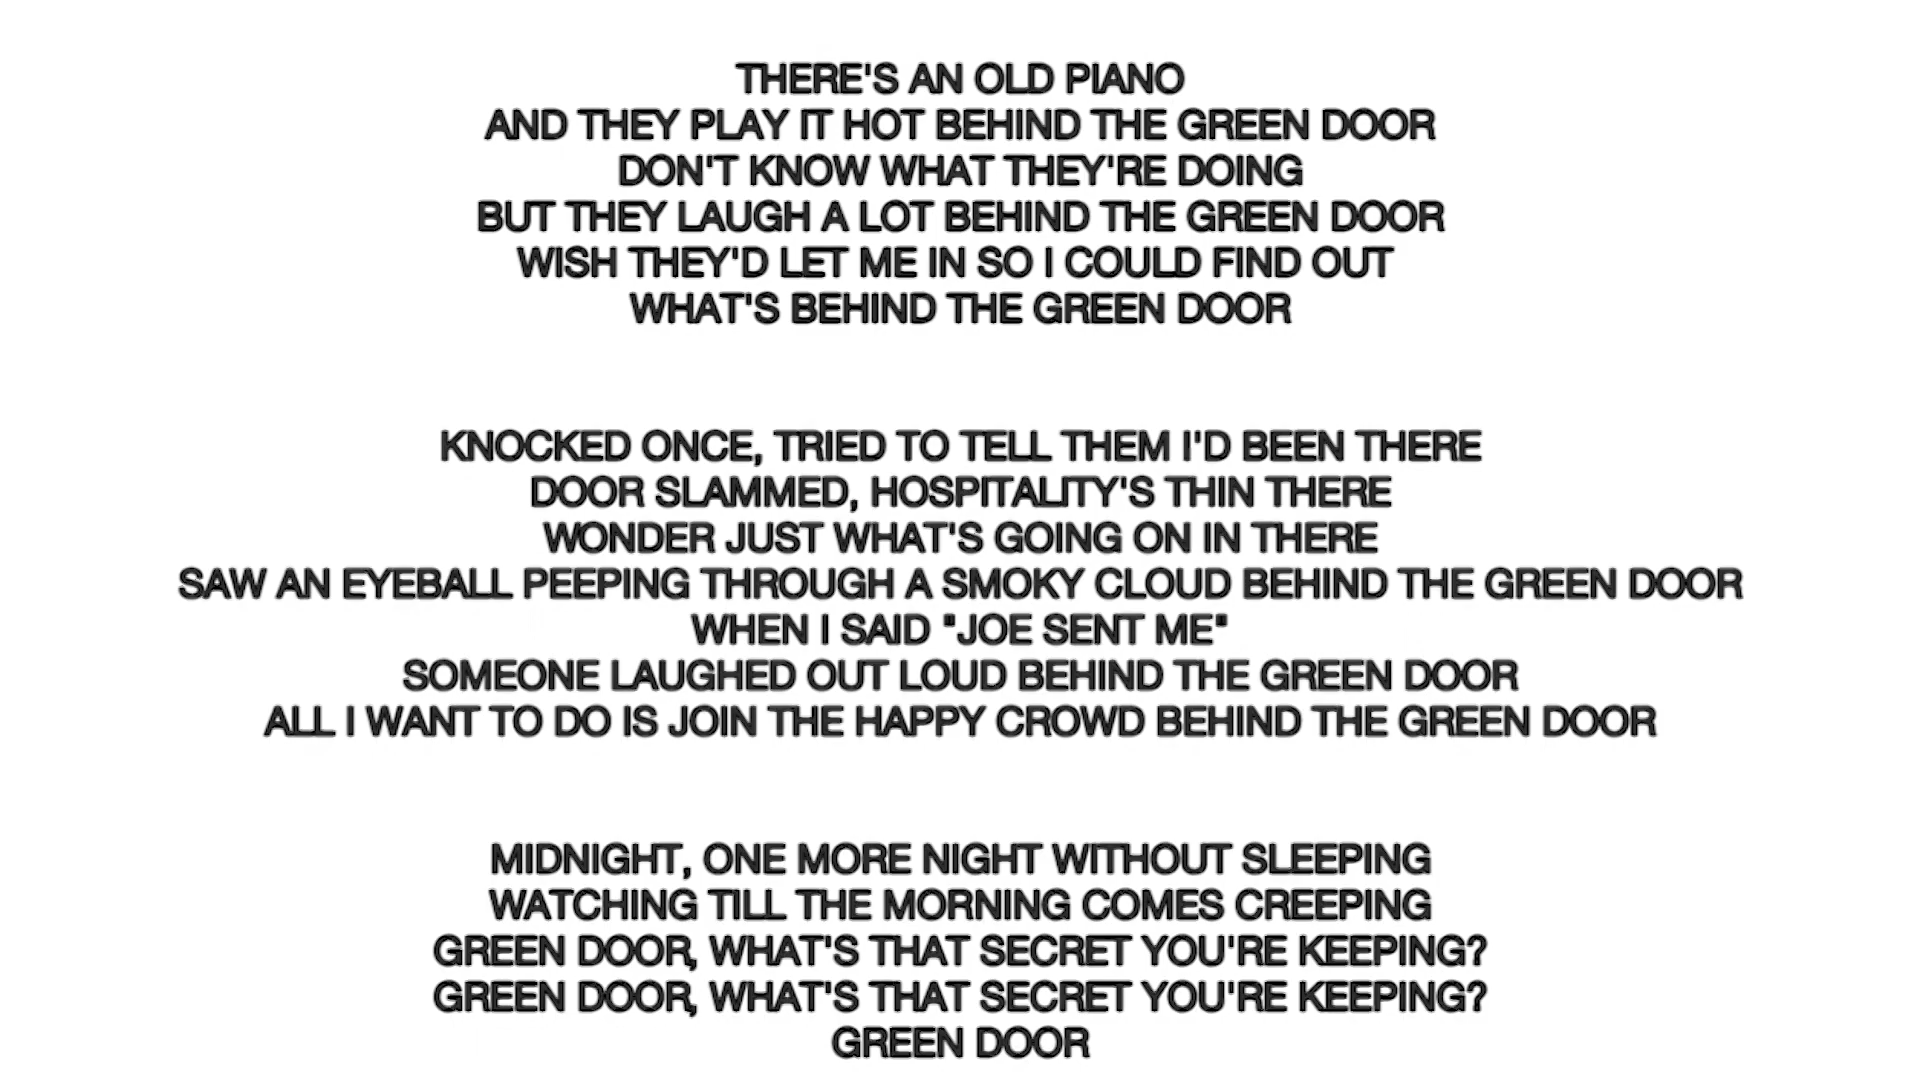 THERE'S AN OLD PIANO
AND THEY PLAY IT HOT BEHIND THE GREEN DOOR
DON'T KNOW WHAT THEY'RE DOING
BUT THEY LAUGH A LOT BEHIND THE GREEN DOOR
WISH THEY'D LET ME IN SO I COULD FIND OUT
WHAT'S BEHIND THE GREEN DOOR
KNOCKED ONCE, TRIED TO TELL THEM I'D BEEN THERE
DOOR SLAMMED, HOSPITALITY'S THIN THERE
WONDER JUST WHAT'S GOING ON IN THERE
SAW AN EYEBALL PEEPING THROUGH A SMOKY CLOUD BEHIND THE GREEN DOOR
WHEN I SAID "JOE SENT ME"
SOMEONE LAUGHED OUT LOUD BEHIND THE GREEN DOOR
ALL I WANT TO DO IS JOIN THE HAPPY CROWD BEHIND THE GREEN DOOR
MIDNIGHT, ONE MORE NIGHT WITHOUT SLEEPING
WATCHING TILL THE MORNING COMES CREEPING
GREEN DOOR, WHAT'S THAT SECRET YOU'RE KEEPING?
GREEN DOOR, WHAT'S THAT SECRET YOU'RE KEEPING?
GREEN DOOR